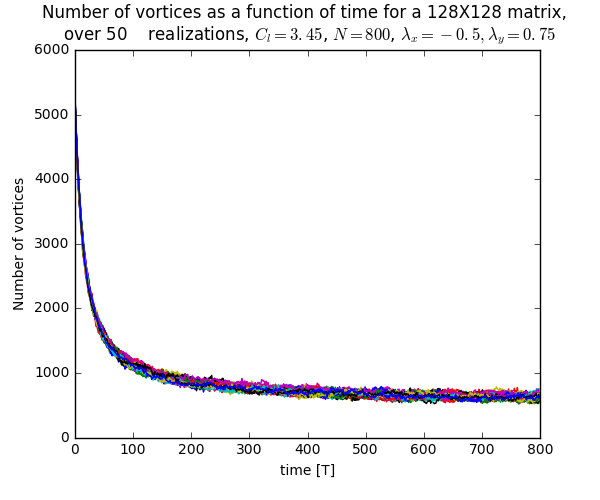 Number of vortices as a function of time for a 128X128 matrix,
over 50    realizations, $C_l = 3.45$, $N = 800$, $\lambda_x = -0.5, \lambda_y = 0.75$
6000
5000
4000
3000
2000
1000
0
Number of vortices
0 100 200 300 400 500 600 700 800
time [T]